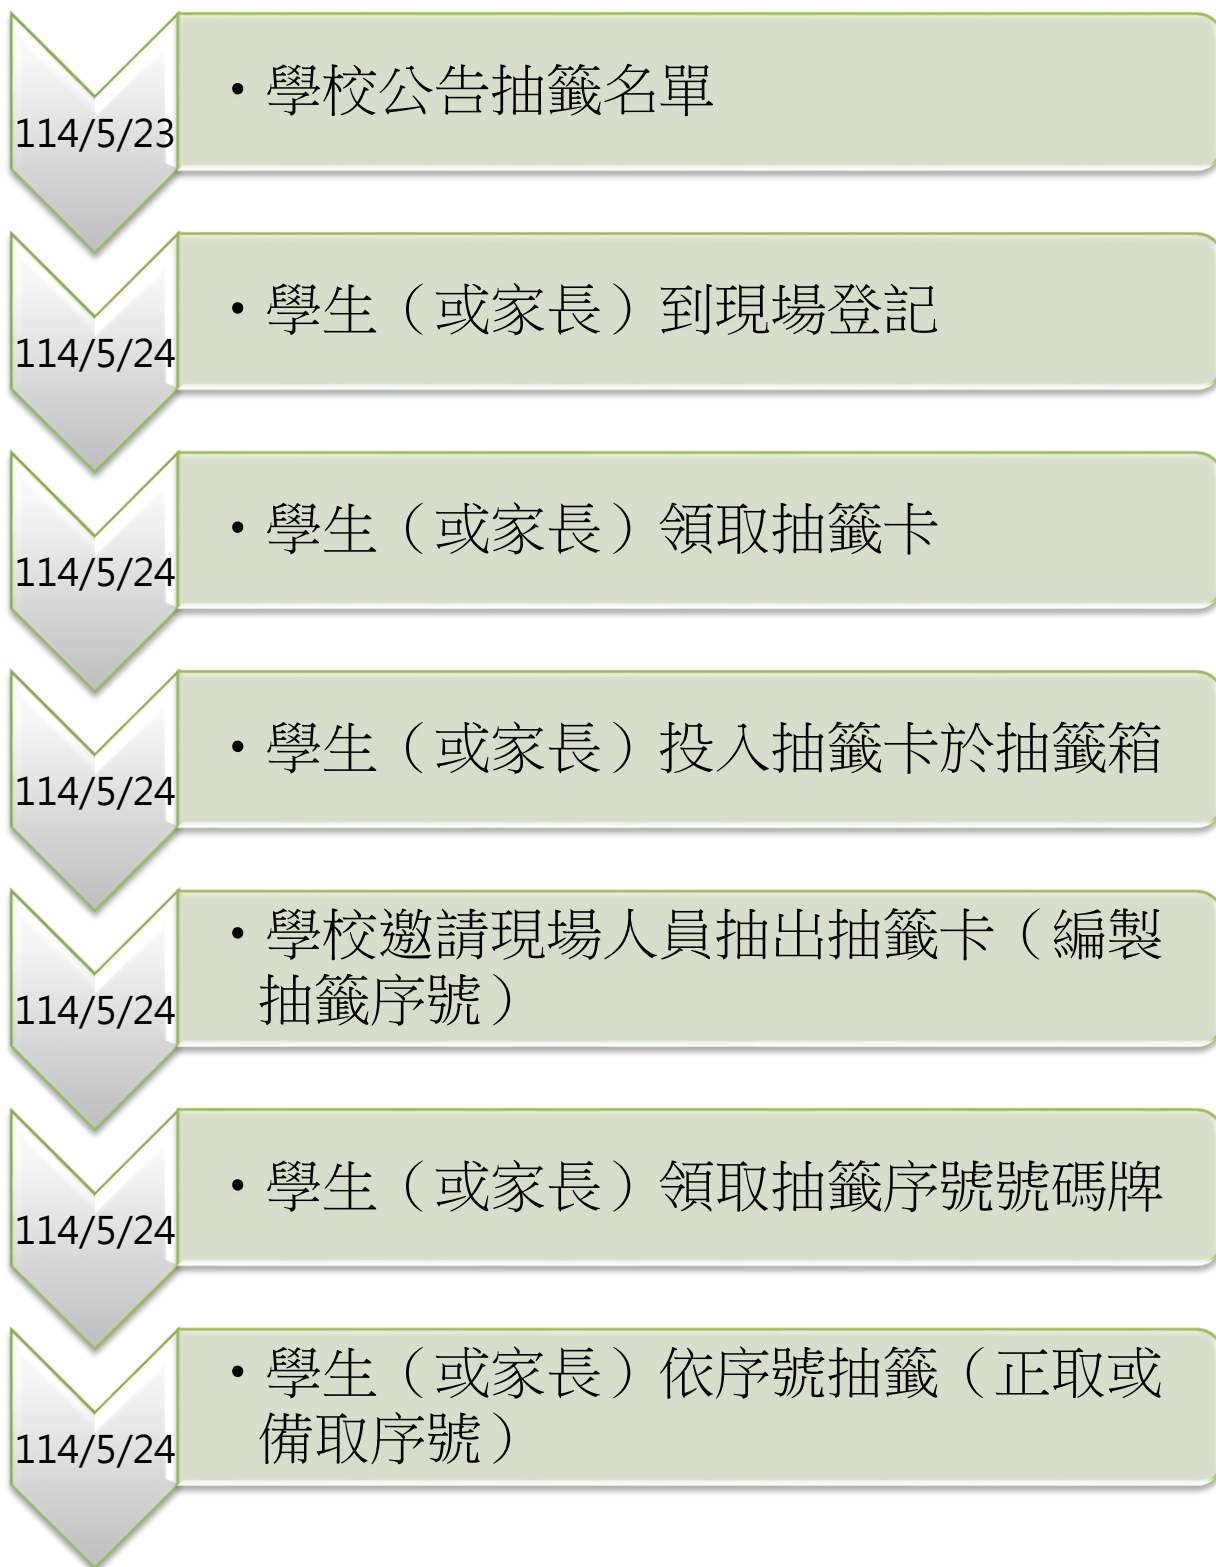 114/5/23
• 學校公告抽籤名單
114/5/24
• 學生（或家長）到現場登記
114/5/24
• 學生（或家長）領取抽籤卡
114/5/24
• 學生（或家長）投入抽籤卡於抽籤箱
114/5/24
• 學校邀請現場人員抽出抽籤卡（編製
抽籤序號）
114/5/24
• 學生（或家長）領取抽籤序號號碼牌
114/5/24
• 學生（或家長）依序號抽籤（正取或
備取序號）